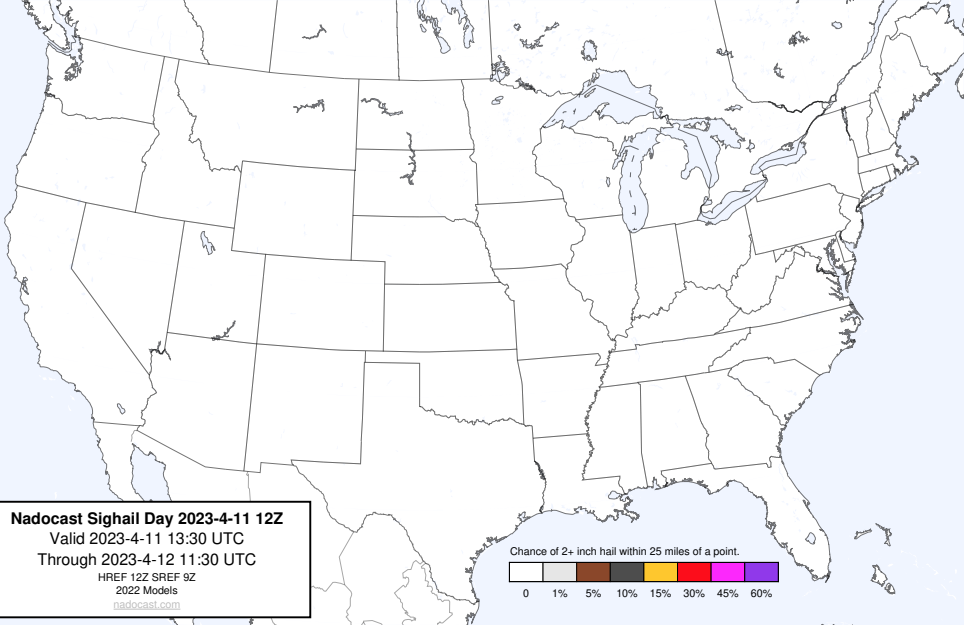 Nadocast Sighail Day 2023-4-11 12Z
Valid 2023-4-11 13:30 UTC
Through 2023-4-12 11:30 UTC
HREF 12Z SREF 9Z
2022 Models
nadocast.com
Chance of 2+ inch hail within 25 miles of a point.
0 1% 5% 10% 15% 30% 45% 60%